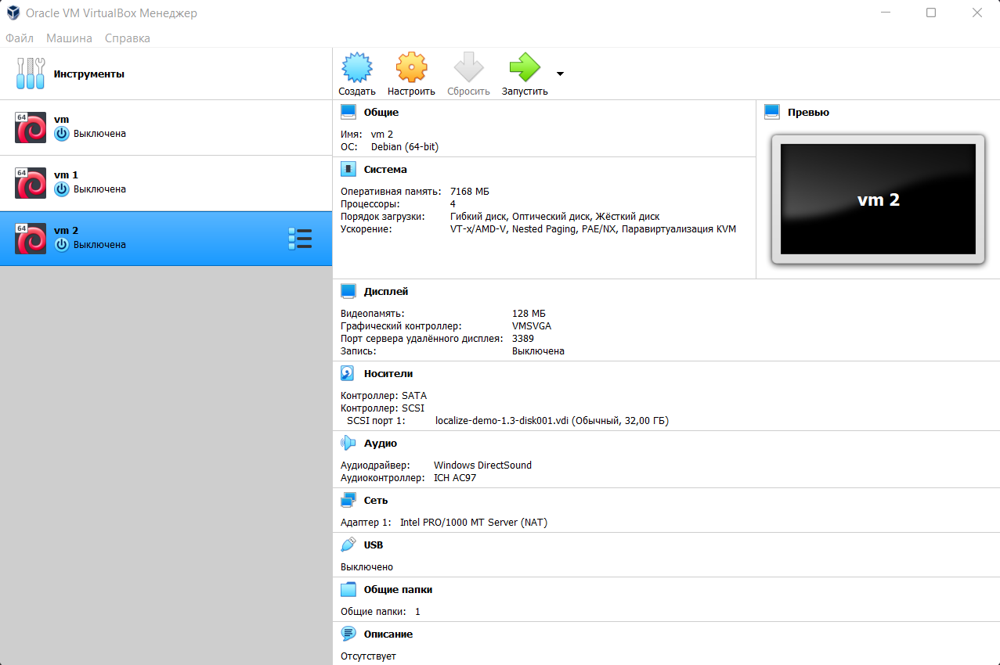 Oracle VM VirtualBox Менеджер
Файл Машина Справка
Инструменты
Создать Настроить Сбросить Запустить
64
vm
Выключена
64
vm 1
Выключена
64
vm 2
Выключена
Общие
Имя: vm 2
ОС: Debian (64-bit)
Система
Оперативная память: 7168 МБ
Процессоры: 4
Порядок загрузки: Гибкий диск, Оптический диск, Жёсткий диск
Ускорение: VT-x/AMD-V, Nested Paging, PAE/NX, Паравиртуализация KVM
Превью
vm 2
Дисплей
Видеопамять: 128 МБ
Графический контроллер: VMSVGA
Порт сервера удалённого дисплея: 3389
Запись: Выключена
Носители
Контроллер: SATA
Контроллер: SCSI
SCSI порт 1: localize-demo-1.3-disk001.vdi (Обычный, 32,00 ГБ)
Аудио
Аудиодрайвер: Windows DirectSound
Аудиоконтроллер: ICH AC97
Сеть
Адаптер 1: Intel PRO/1000 MT Server (NAT)
USB
Выключено
Общие папки
Общие папки: 1
Описание
Отсутствует